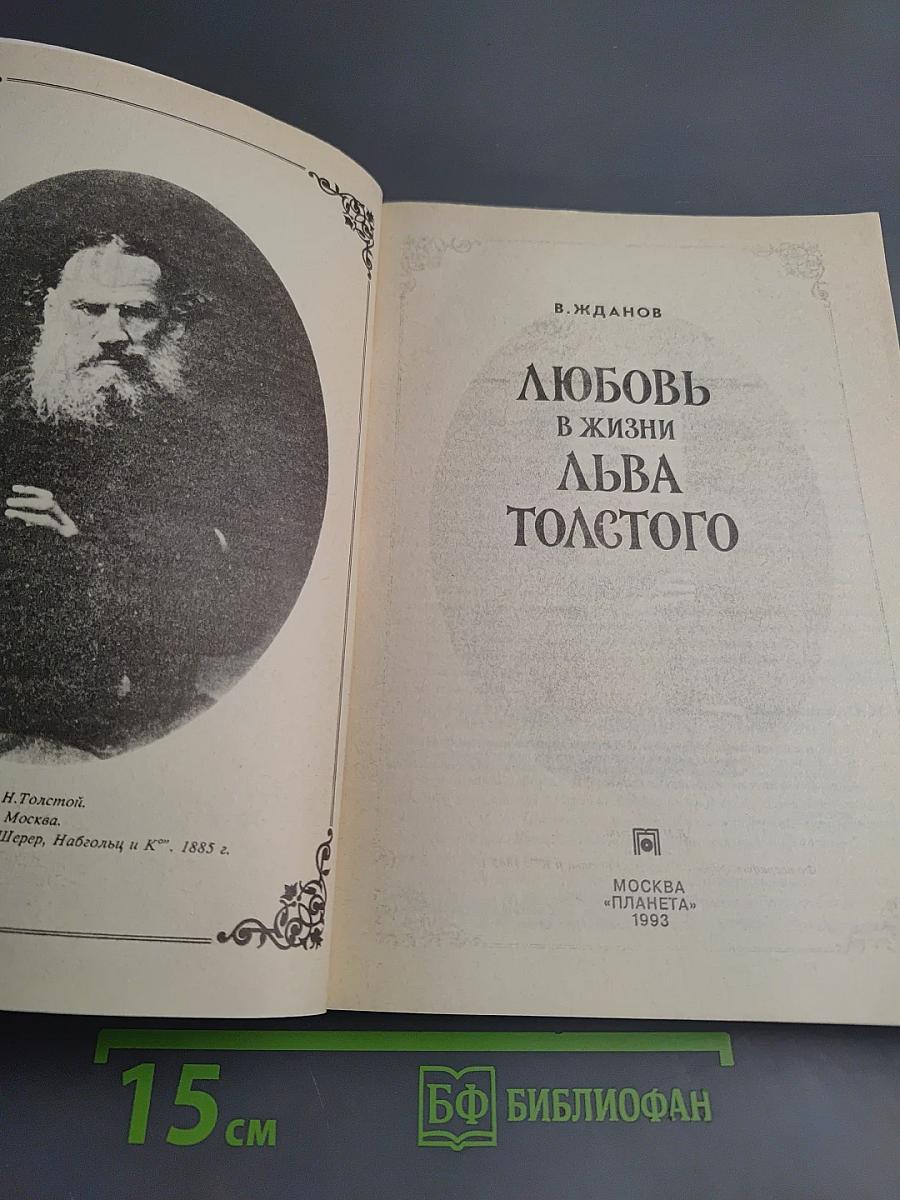 Н. Толстой.
Москва.
Шерер, Набгольц и К°". 1885 г.
В. ЖДАНОВ
ЛЮБОВЬ
В ЖИЗНИ
ЛЬВА
ТОЛСТОГО
МОСКВА
«ПЛАНЕТА»
1993
15 см
БФ БИБЛИОФАН